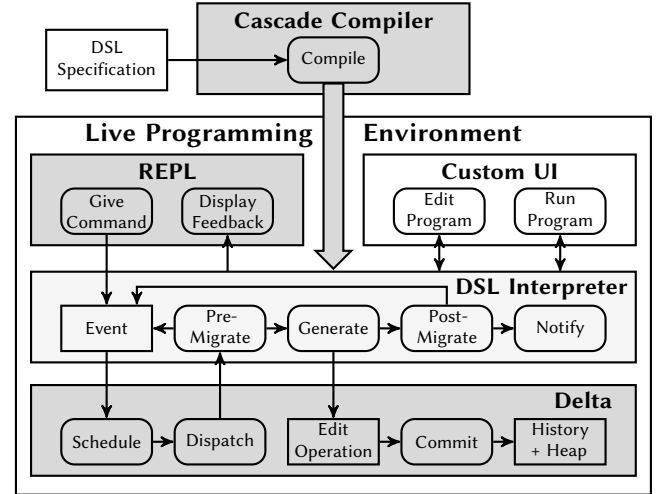 Cascade Compiler
DSL
Specification
Compile
Live Programming Environment
REPL
Give
Command
Display
Feedback
Custom UI
Edit
Program
Run
Program
DSL Interpreter
Event
Pre-
Migrate
Generate
Post-
Migrate
Notify
Delta
Schedule
Dispatch
Edit
Operation
Commit
History
+ Heap